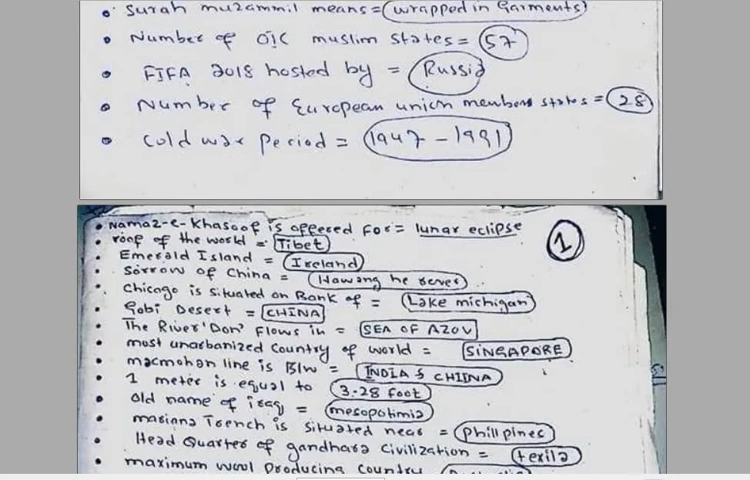 Surah muzammil means = wrapped in Garments
Number of OIC muslim states = 57
FIFA 2018 hosted by = Russia
Number of European union members states = 28
Cold war Period = 1947 - 1991
1
Namaz-e-khasoof is offered For = lunar eclipse
roof of the world = Tibet
Emerald Island = Ireland
Sorrow of China = Hawang he rever
Chicago is situated on Bank of = Lake michigan
Gobi Desert = CHINA
The River 'Don' Flows in = SEA OF AZOV
most unarbanized Country of world = SINGAPORE
macmohan line is B/w = INDIA & CHIINA
1 meter is equal to 3.28 foot
Old name of iraq = mesopotimia
mariana Trench is situated near = Phillpines
Head Quarter of gandhara Civilization = texila
maximum wool Producing Country